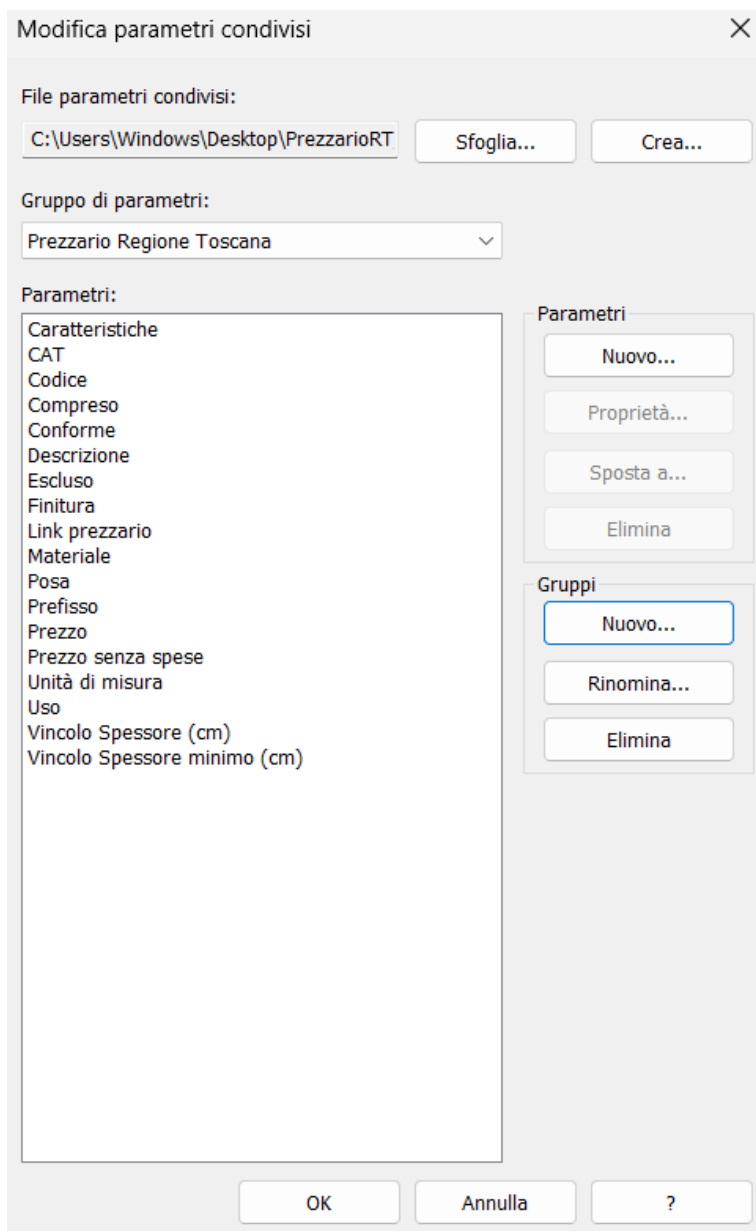 Modifica parametri condivisi
File parametri condivisi:
C:\Users\Windows\Desktop\PrezzarioRT
Sfoglia...
Crea...
Gruppo di parametri:
Prezzario Regione Toscana
Parametri:
Caratteristiche
CAT
Codice
Compreso
Conforme
Descrizione
Escluso
Finitura
Link prezzario
Materiale
Posa
Prefisso
Prezzo
Prezzo senza spese
Unità di misura
Uso
Vincolo Spessore (cm)
Vincolo Spessore minimo (cm)
Parametri
Nuovo...
Proprietà...
Sposta a...
Elimina
Gruppi
Nuovo...
Rinomina...
Elimina
OK
Annulla
?